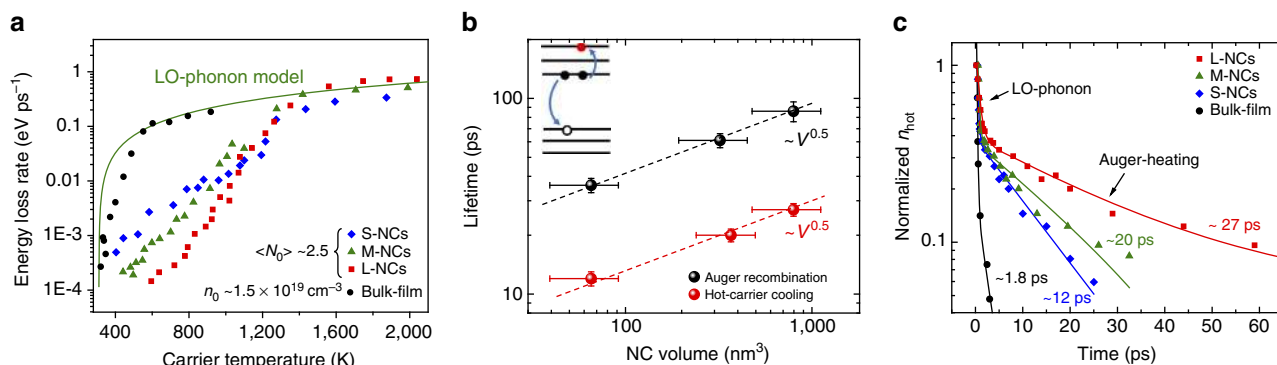 a
Energy loss rate (eV ps⁻¹)
1
0.1
0.01
1E–3
1E–4
LO-phonon model
<N₀> ~2.5
S-NCs
M-NCs
L-NCs
n₀ ~1.5 × 10¹⁹ cm⁻³
Bulk-film
400
800
1,200
1,600
2,000
Carrier temperature (K)
b
Lifetime (ps)
100
10
~V⁰·⁵
~V⁰·⁵
Auger recombination
Hot-carrier cooling
100
1,000
NC volume (nm³)
c
Normalized n_hot
1
0.1
L-NCs
M-NCs
S-NCs
Bulk-film
LO-phonon
Auger-heating
~27 ps
~20 ps
~1.8 ps
~12 ps
0
10
20
30
40
50
60
Time (ps)